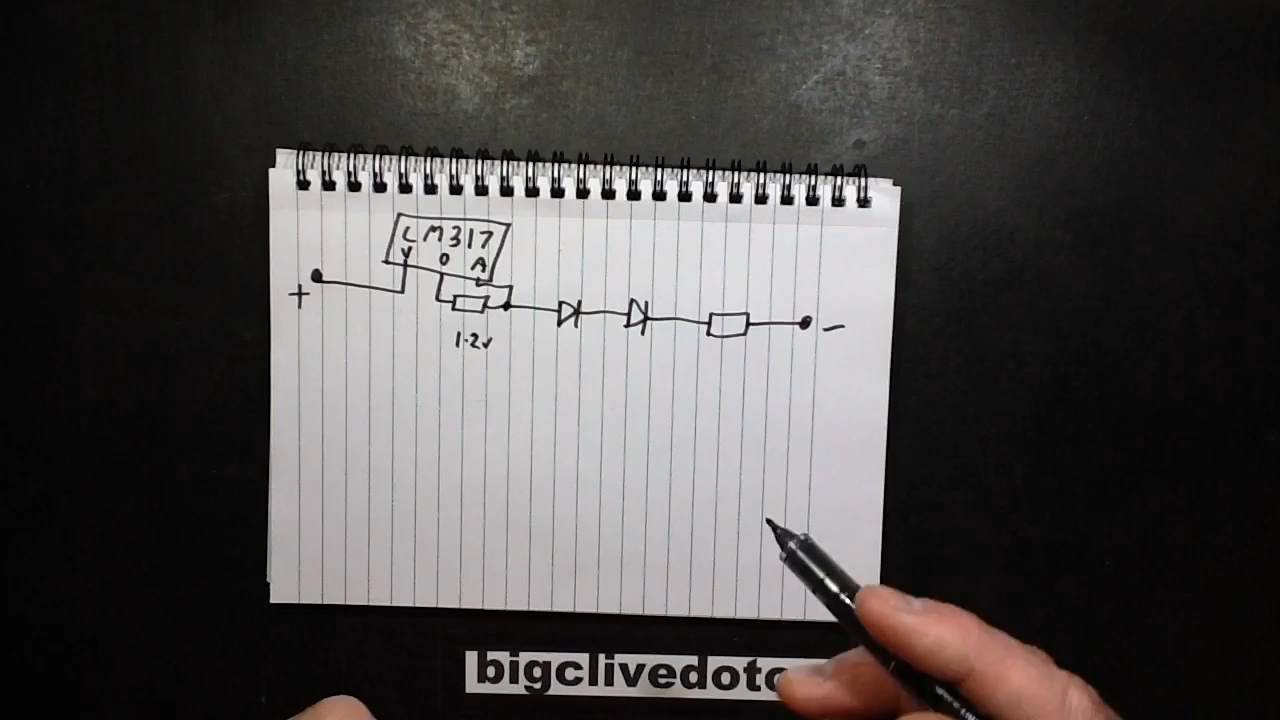 LM317
V O A
+
1.2v
−
bigclivedotc